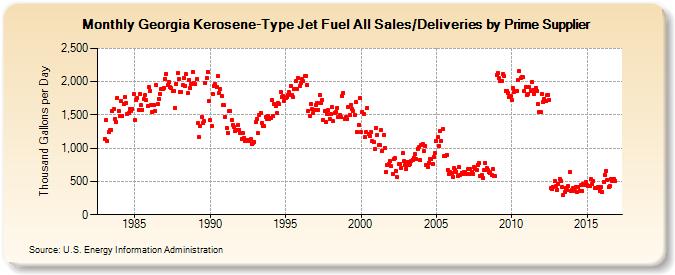 Monthly Georgia Kerosene-Type Jet Fuel All Sales/Deliveries by Prime Supplier
Thousand Gallons per Day
2,500
2,000
1,500
1,000
500
0
1985 1990 1995 2000 2005 2010 2015
Source: U.S. Energy Information Administration